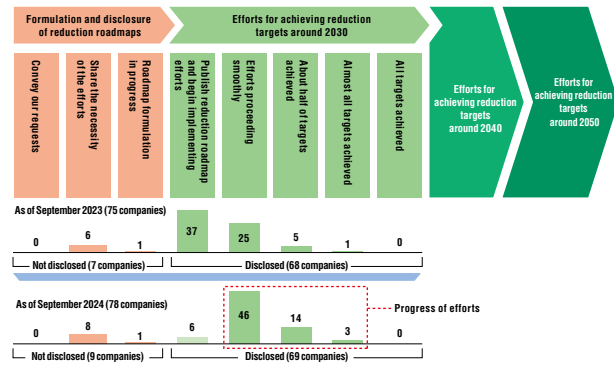 Formulation and disclosure
of reduction roadmaps
Efforts for achieving reduction
targets around 2030
Convey our requests
Share the necessity
of the efforts
Roadmap formulation
in progress
Publish reduction roadmap
and begin implementing
efforts
Efforts proceeding
smoothly
About half of targets
achieved
Almost all targets achieved
All targets achieved
Efforts for
achieving reduction
targets
around 2040
Efforts for
achieving reduction
targets
around 2050
As of September 2023 (75 companies)
0
6
1
37
25
5
1
0
Not disclosed (7 companies)
Disclosed (68 companies)
As of September 2024 (78 companies)
0
8
1
6
46
14
3
0
Progress of efforts
Not disclosed (9 companies)
Disclosed (69 companies)